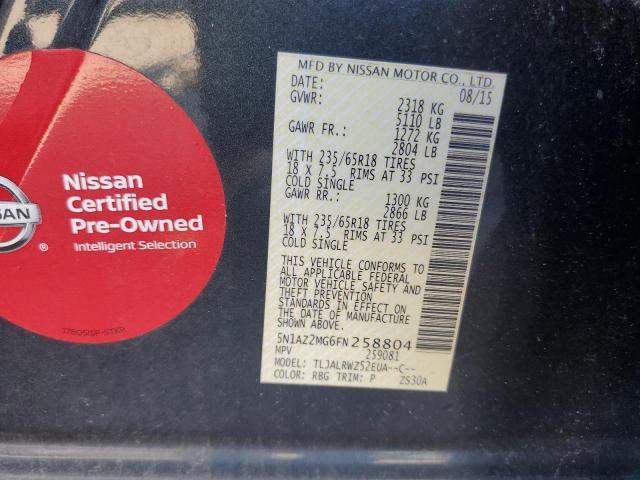 NISSAN
®
Nissan
Certified
Pre-Owned
Intelligent Selection
MFD BY NISSAN MOTOR CO., LTD.
DATE: 08/15
GVWR: 2318 KG
5110 LB
GAWR FR.: 1272 KG
2804 LB
WITH 235/65R18 TIRES
18 X 7.5 RIMS AT 33 PSI
COLD SINGLE
GAWR RR.: 1300 KG
2866 LB
WITH 235/65R18 TIRES
18 X 7.5 RIMS AT 33 PSI
COLD SINGLE
THIS VEHICLE CONFORMS TO
ALL APPLICABLE FEDERAL
MOTOR VEHICLE SAFETY AND
THEFT PREVENTION
STANDARDS IN EFFECT ON
THE DATE OF MANUFACTURE
SHOWN ABOVE.
5N1AZ2MG6FN258804
MPV 259081
MODEL: TLJALRWZ52EUA--C--
COLOR: RBG TRIM: P ZS30A